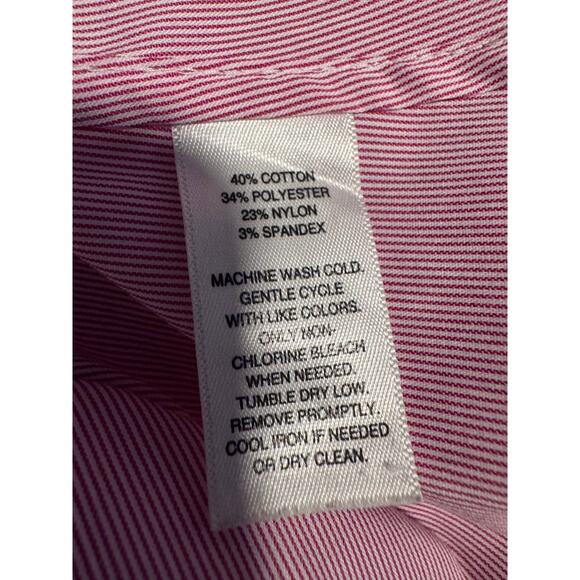 40% COTTON
34% POLYESTER
23% NYLON
3% SPANDEX
MACHINE WASH COLD.
GENTLE CYCLE
WITH LIKE COLORS.
ONLY NON-
CHLORINE BLEACH
WHEN NEEDED.
TUMBLE DRY LOW.
REMOVE PROMPTLY.
COOL IRON IF NEEDED
OR DRY CLEAN.